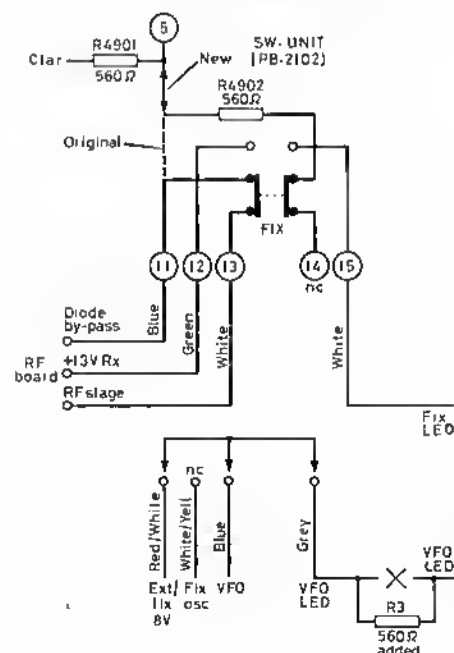 5
R4901
Clar
560Ω
New
SW. UNIT
(PB-2102)
R4902
560Ω
Original
FIX
11
12
13
14
15
nc
Diode
by-pass
Blue
RF
board
+13V Rx
Green
RF stage
White
White
Fix
LED
nc
Red/White
White/Yell
Blue
Grey
Ext/
fix
8V
Fix
osc
VFO
VFO
LED
VFO
LED
R3
560Ω
added